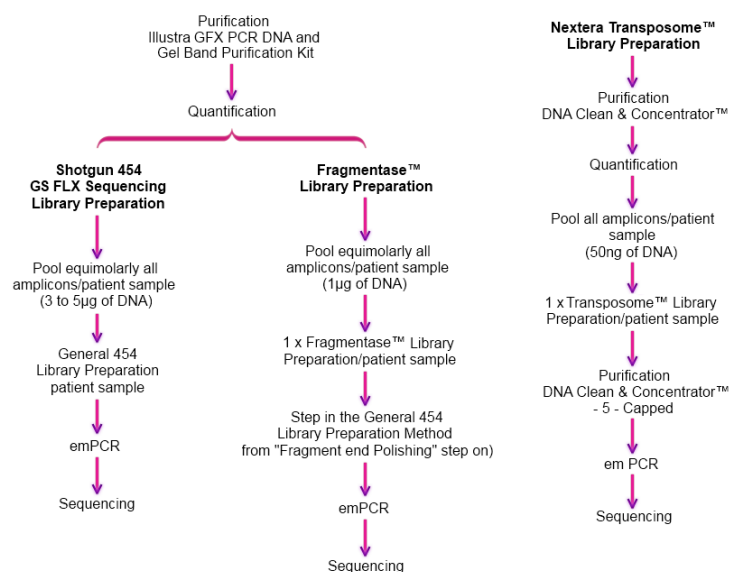 Purification
Illustra GFX PCR DNA and
Gel Band Purification Kit
Quantification
Shotgun 454
GS FLX Sequencing
Library Preparation
Pool equimolarly all
amplicons/patient sample
(3 to 5µg of DNA)
General 454
Library Preparation
patient sample
emPCR
Sequencing
Fragmentase™
Library Preparation
Pool equimolarly all
amplicons/patient sample
(1µg of DNA)
1 x Fragmentase™ Library
Preparation/patient sample
Step in the General 454
Library Preparation Method
from "Fragment end Polishing" step on)
emPCR
Sequencing
Nextera Transposome™
Library Preparation
Purification
DNA Clean & Concentrator™
Quantification
Pool all amplicons/patient
sample
(50ng of DNA)
1 x Transposome™ Library
Preparation/patient sample
Purification
DNA Clean & Concentrator™
- 5 - Capped
em PCR
Sequencing